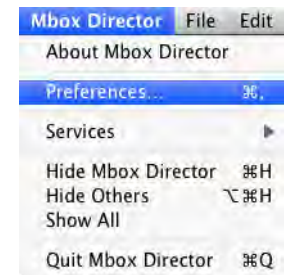 Mbox Director File Edit
About Mbox Director
Preferences... ⌘,
Services ▶
Hide Mbox Director ⌘H
Hide Others ⌥⌘H
Show All
Quit Mbox Director ⌘Q